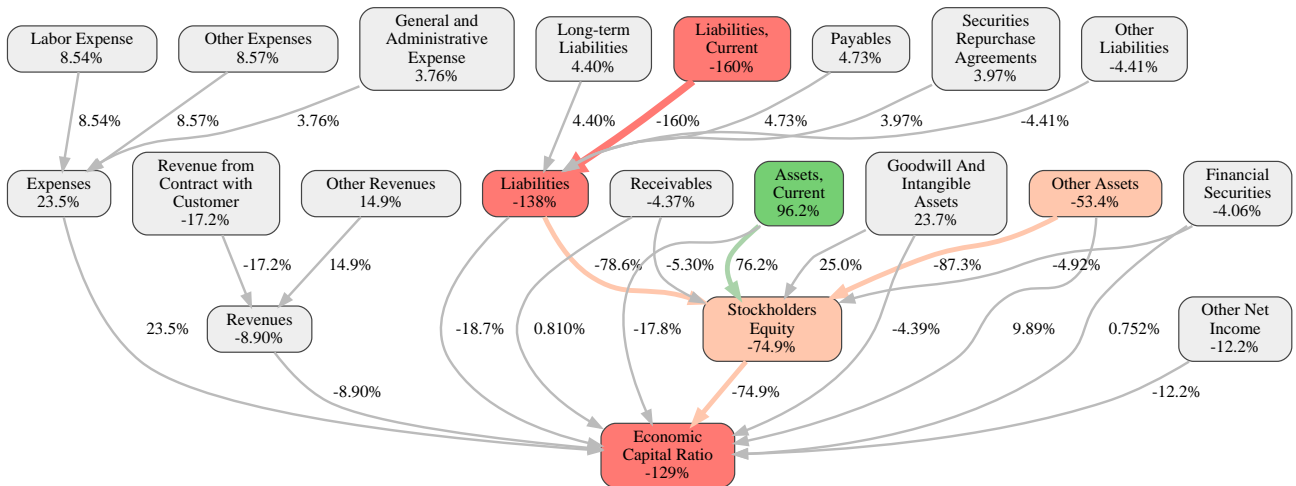 Labor Expense
8.54%
Other Expenses
8.57%
General and
Administrative
Expense
3.76%
Long-term
Liabilities
4.40%
Liabilities,
Current
-160%
Payables
4.73%
Securities
Repurchase
Agreements
3.97%
Other
Liabilities
-4.41%
8.54%
8.57%
3.76%
4.40%
-160%
4.73%
3.97%
-4.41%
Expenses
23.5%
Revenue from
Contract with
Customer
-17.2%
Other Revenues
14.9%
Liabilities
-138%
Receivables
-4.37%
Assets,
Current
96.2%
Goodwill And
Intangible
Assets
23.7%
Other Assets
-53.4%
Financial
Securities
-4.06%
-17.2%
14.9%
-78.6%
-5.30%
76.2%
25.0%
-87.3%
-4.92%
23.5%
Revenues
-8.90%
-18.7%
0.810%
-17.8%
Stockholders
Equity
-74.9%
-4.39%
9.89%
0.752%
Other Net
Income
-12.2%
-8.90%
-74.9%
-12.2%
Economic
Capital Ratio
-129%